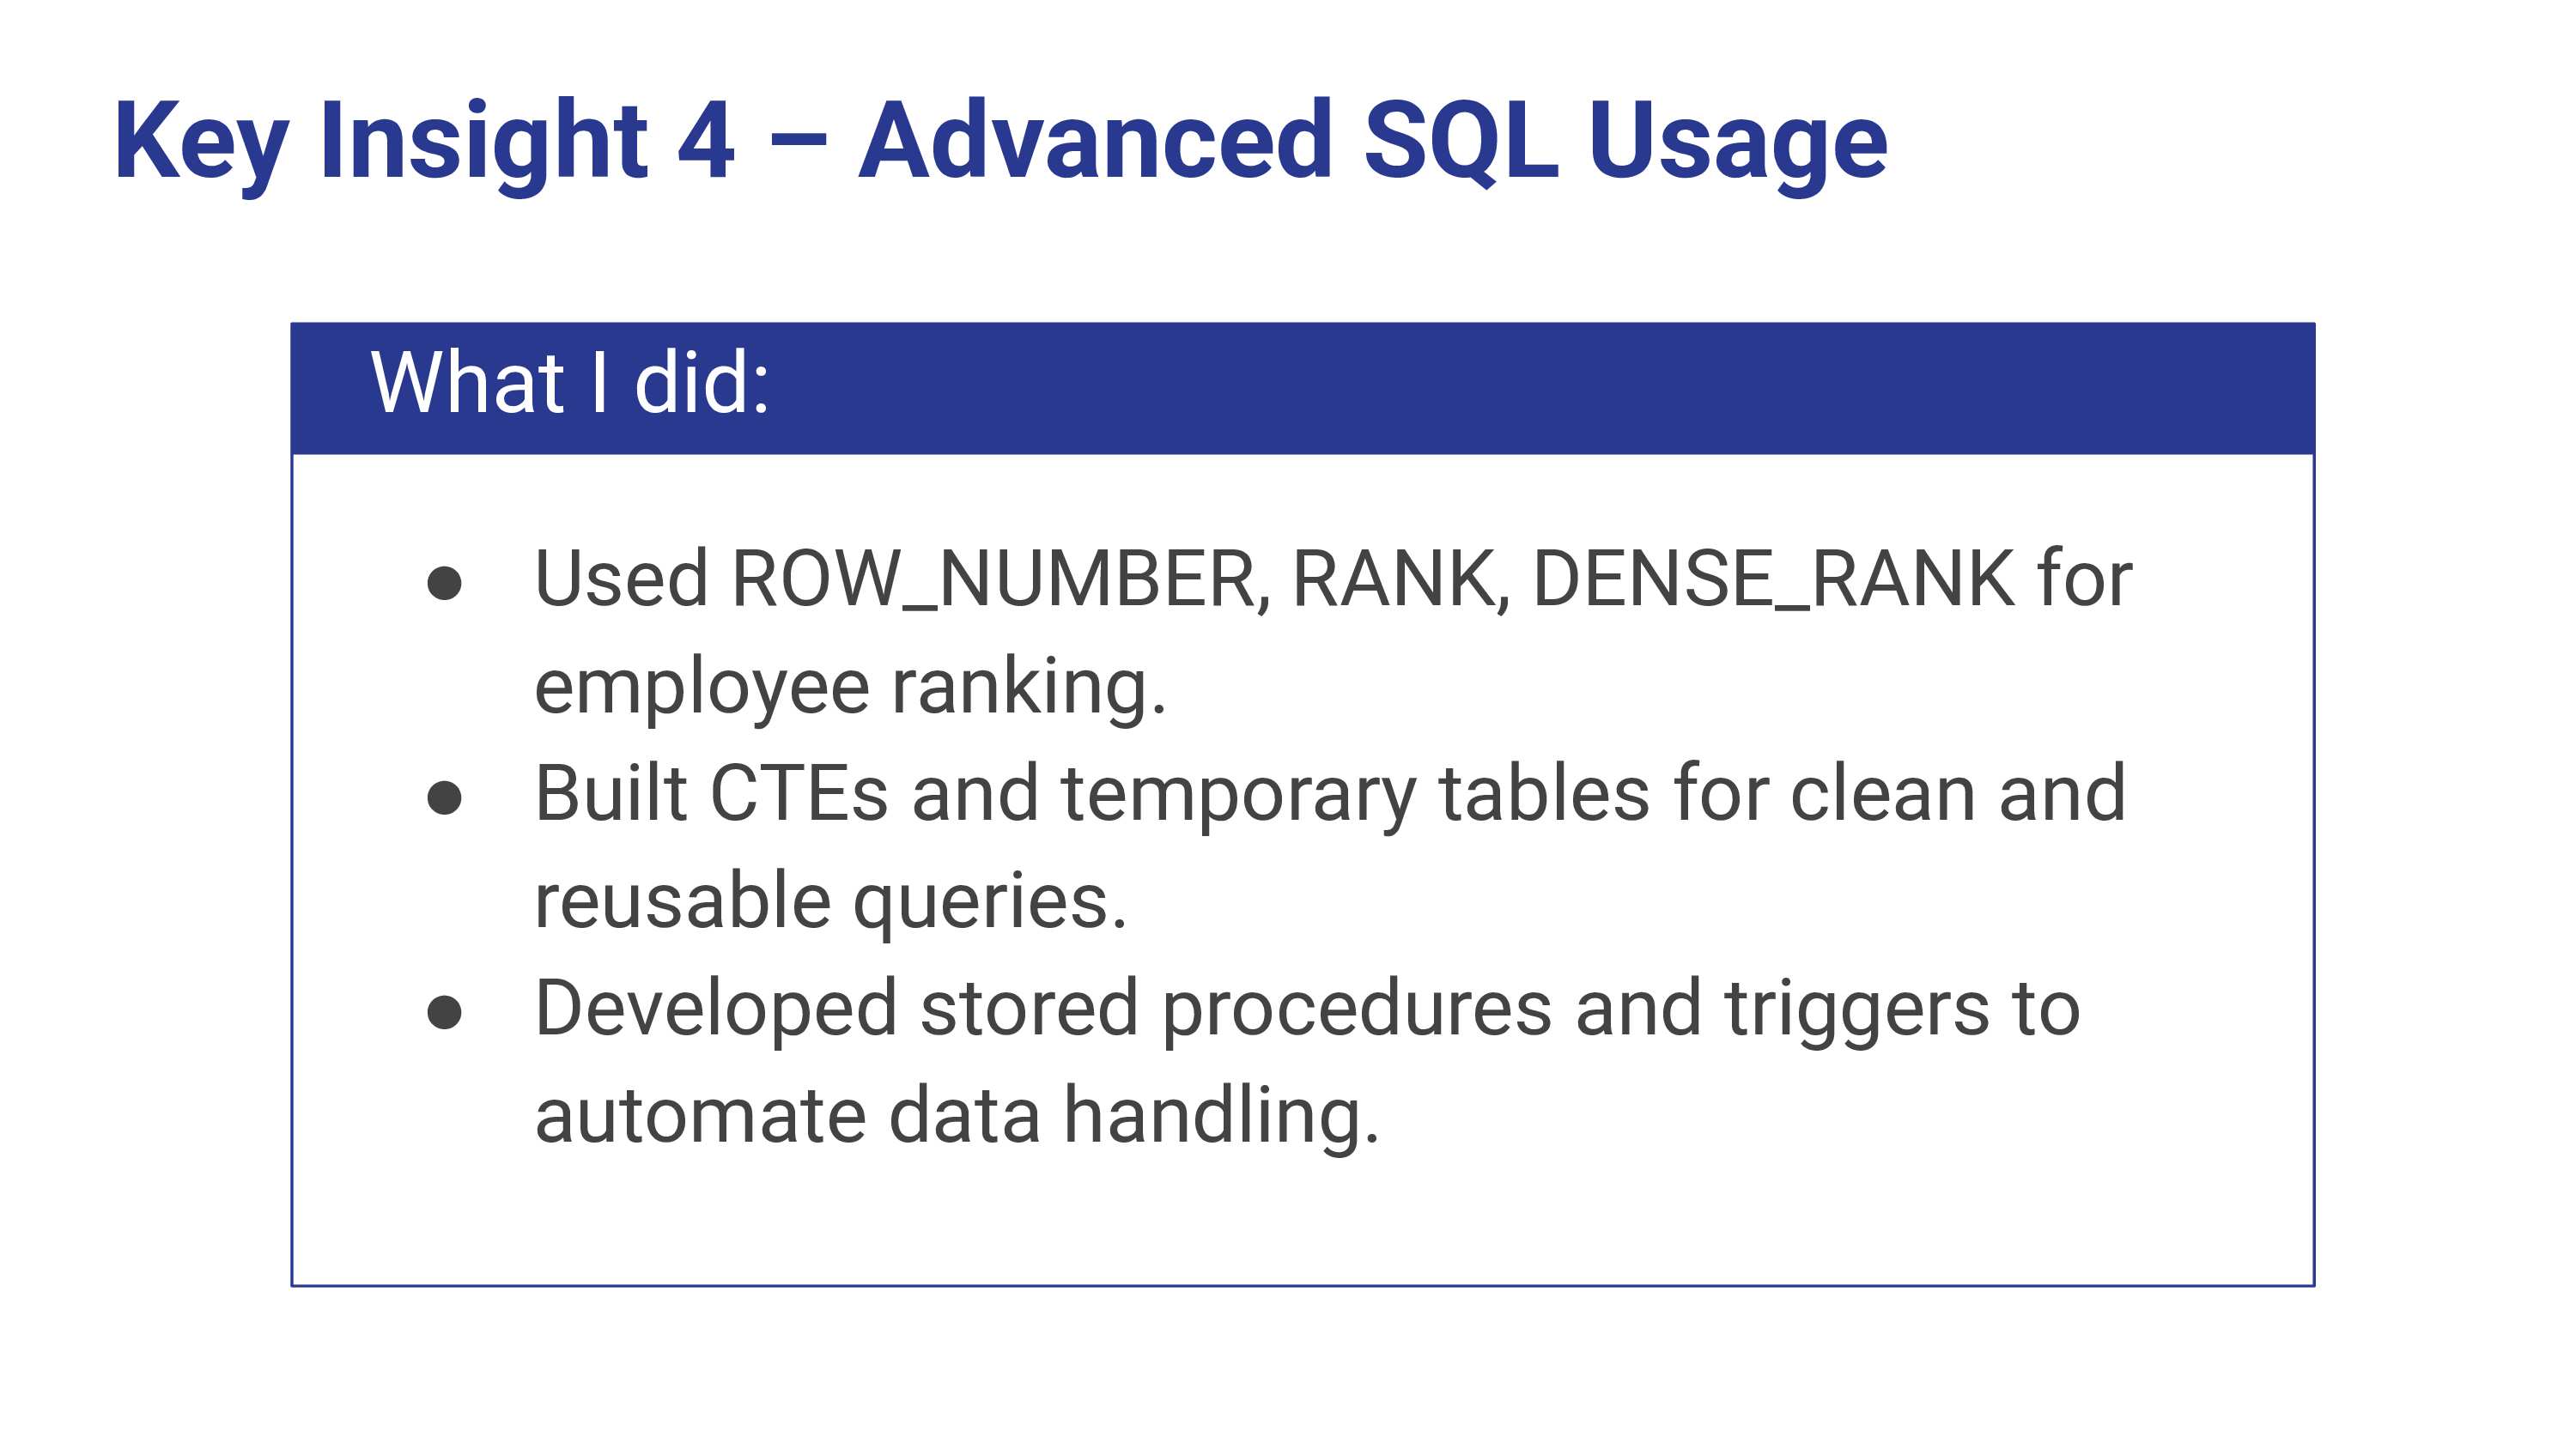 Key Insight 4 – Advanced SQL Usage
What I did:
● Used ROW_NUMBER, RANK, DENSE_RANK for
employee ranking.
● Built CTEs and temporary tables for clean and
reusable queries.
● Developed stored procedures and triggers to
automate data handling.